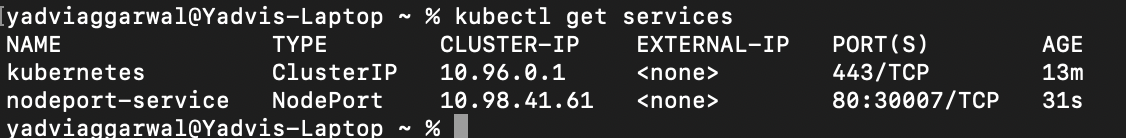 yadviaggarwal@Yadvis-Laptop ~ % kubectl get services
NAME TYPE CLUSTER-IP EXTERNAL-IP PORT(S) AGE
kubernetes ClusterIP 10.96.0.1 <none> 443/TCP 13m
nodeport-service NodePort 10.98.41.61 <none> 80:30007/TCP 31s
yadviaggarwal@Yadvis-Laptop ~ %